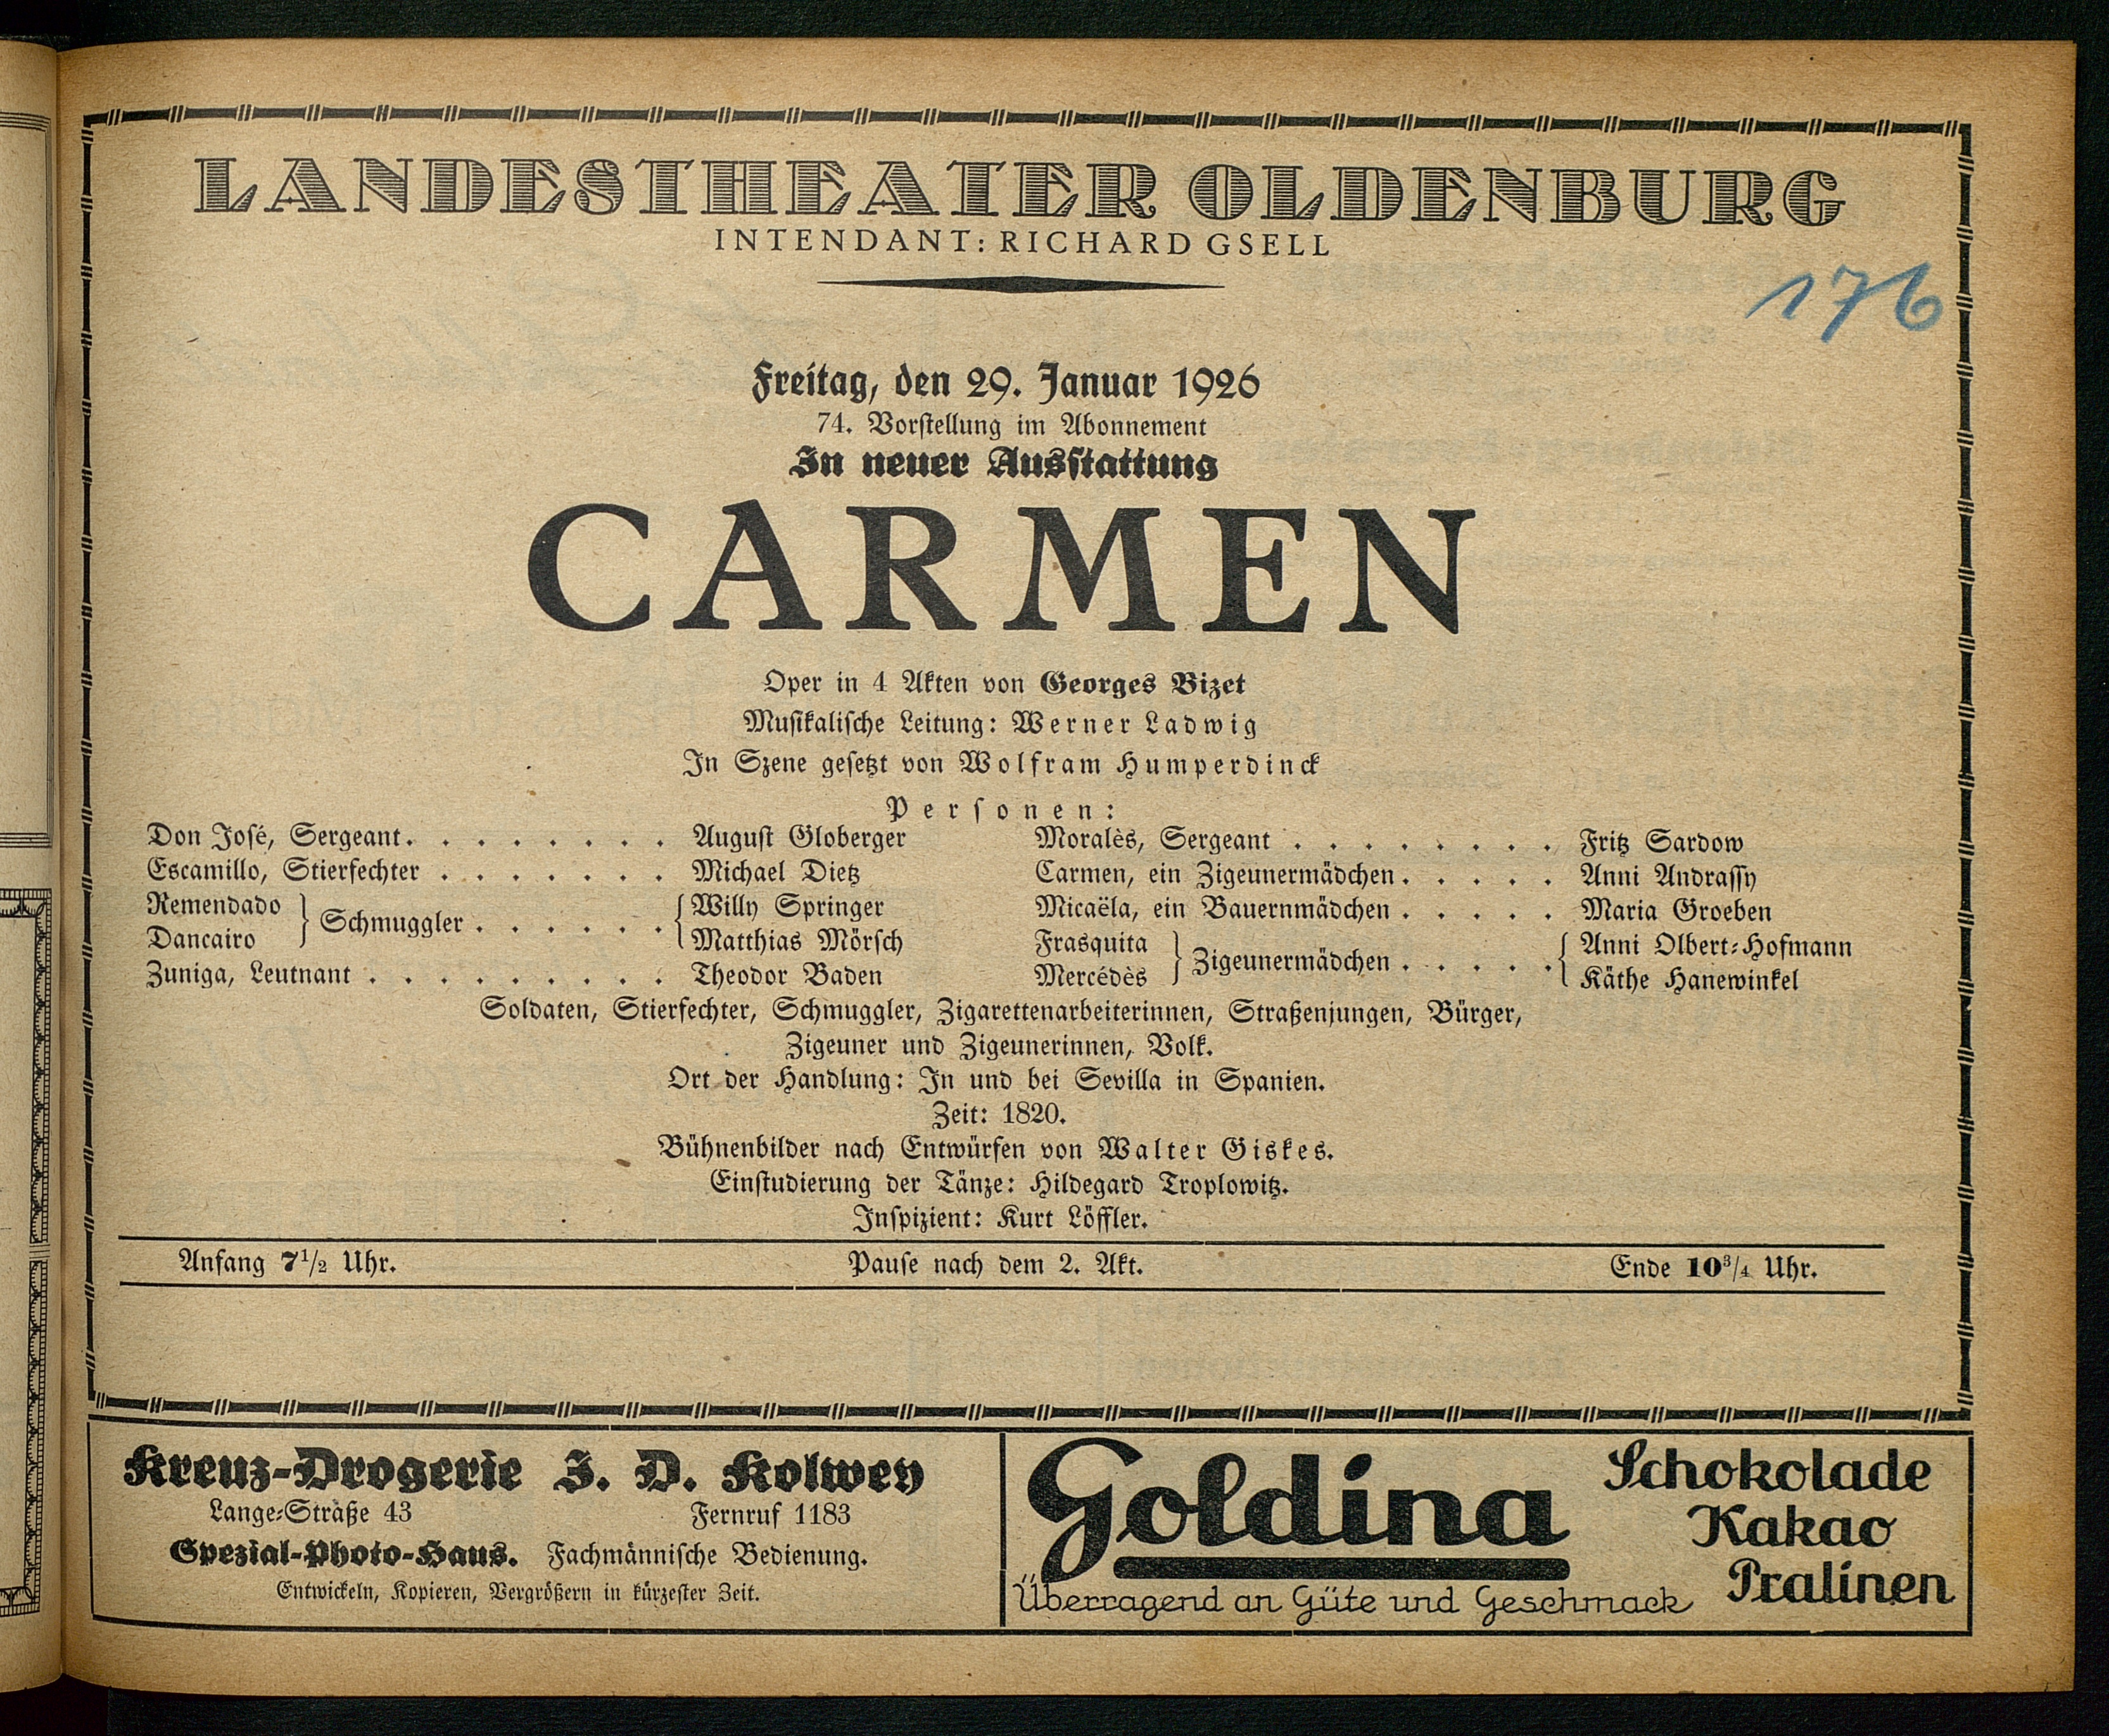 LANDESTHEATER OLDENBURG
INTENDANT: RICHARD GSELL
176
Freitag, den 29. Januar 1926
74. Vorstellung im Abonnement
In neuer Ausstattung
CARMEN
Oper in 4 Akten von Georges Bizet
Musikalische Leitung: Werner Ladwig
In Szene gesetzt von Wolfram Humperdinck
Personen:
Don José, Sergeant. . . . . . . . August Globerger
Escamillo, Stierfechter . . . . . . . Michael Dietz
Remendado } Schmuggler . . . . . . { Willy Springer
Dancairo } { Matthias Mörsch
Zuniga, Leutnant . . . . . . . . . Theodor Baden
Moralès, Sergeant . . . . . . . . Fritz Sardow
Carmen, ein Zigeunermädchen. . . . . Anni Andrassy
Micaëla, ein Bauernmädchen . . . . . Maria Groeben
Frasquita } Zigeunermädchen . . . . . { Anni Olbert-Hofmann
Mercédès } { Käthe Hanewinkel
Soldaten, Stierfechter, Schmuggler, Zigarettenarbeiterinnen, Straßenjungen, Bürger,
Zigeuner und Zigeunerinnen, Volk.
Ort der Handlung: In und bei Sevilla in Spanien.
Zeit: 1820.
Bühnenbilder nach Entwürfen von Walter Giskes.
Einstudierung der Tänze: Hildegard Troplowitz.
Inspizient: Kurt Löffler.
Anfang 7½ Uhr. Pause nach dem 2. Akt. Ende 10¾ Uhr.
Kreuz-Drogerie J. D. Kolwey
Lange-Straße 43 Fernruf 1183
Spezial-Photo-Haus. Fachmännische Bedienung.
Entwickeln, Kopieren, Vergrößern in kürzester Zeit.
Goldina
Schokolade
Kakao
Pralinen
Überragend an Güte und Geschmack